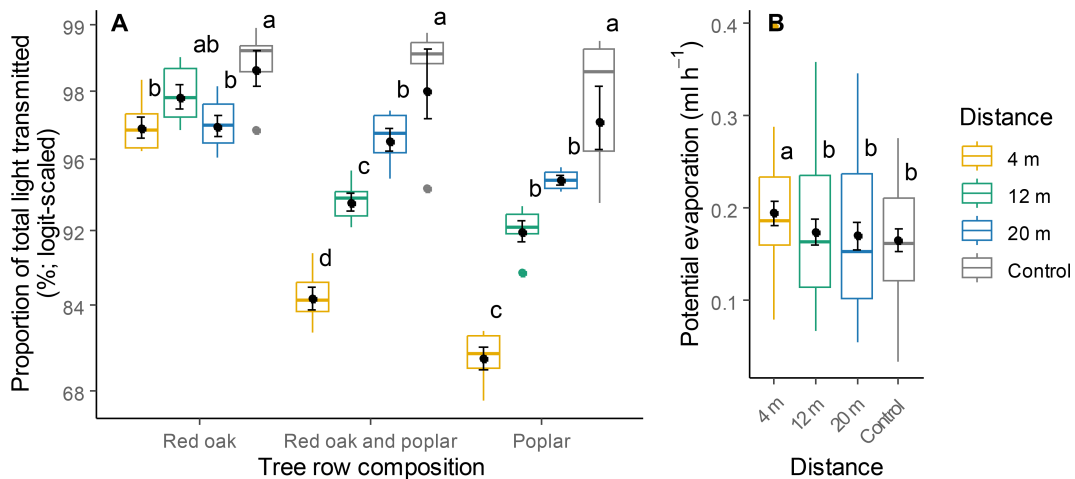 Proportion of total light transmitted
(%; logit-scaled)
99
98
96
92
84
68
A
b
ab
b
a
d
c
b
a
c
b
b
a
Red oak
Red oak and poplar
Poplar
Tree row composition
Potential evaporation (ml h⁻¹)
0.4
0.3
0.2
0.1
B
a
b
b
b
4 m
12 m
20 m
Control
Distance
Distance
4 m
12 m
20 m
Control